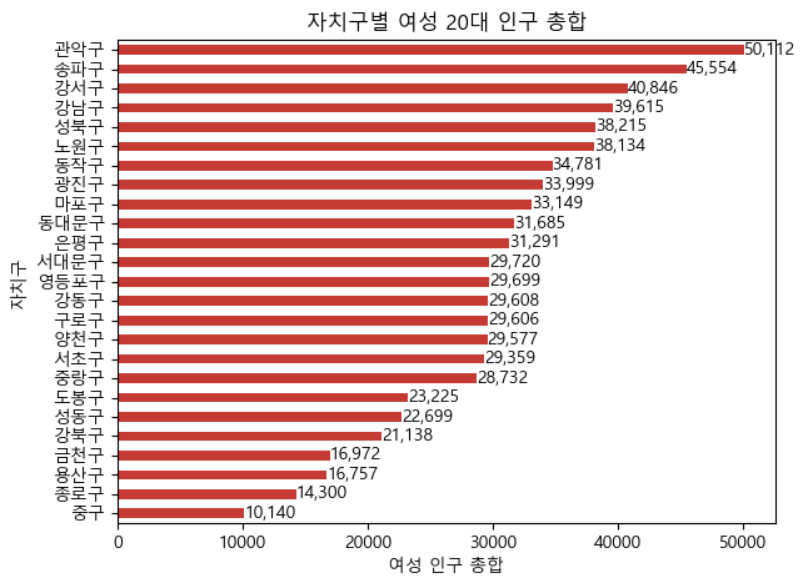 자치구별 여성 20대 인구 총합
자치구
관악구 50,112
송파구 45,554
강서구 40,846
강남구 39,615
성북구 38,215
노원구 38,134
동작구 34,781
광진구 33,999
마포구 33,149
동대문구 31,685
은평구 31,291
서대문구 29,720
영등포구 29,699
강동구 29,608
구로구 29,606
양천구 29,577
서초구 29,359
중랑구 28,732
도봉구 23,225
성동구 22,699
강북구 21,138
금천구 16,972
용산구 16,757
종로구 14,300
중구 10,140
0 10000 20000 30000 40000 50000
여성 인구 총합